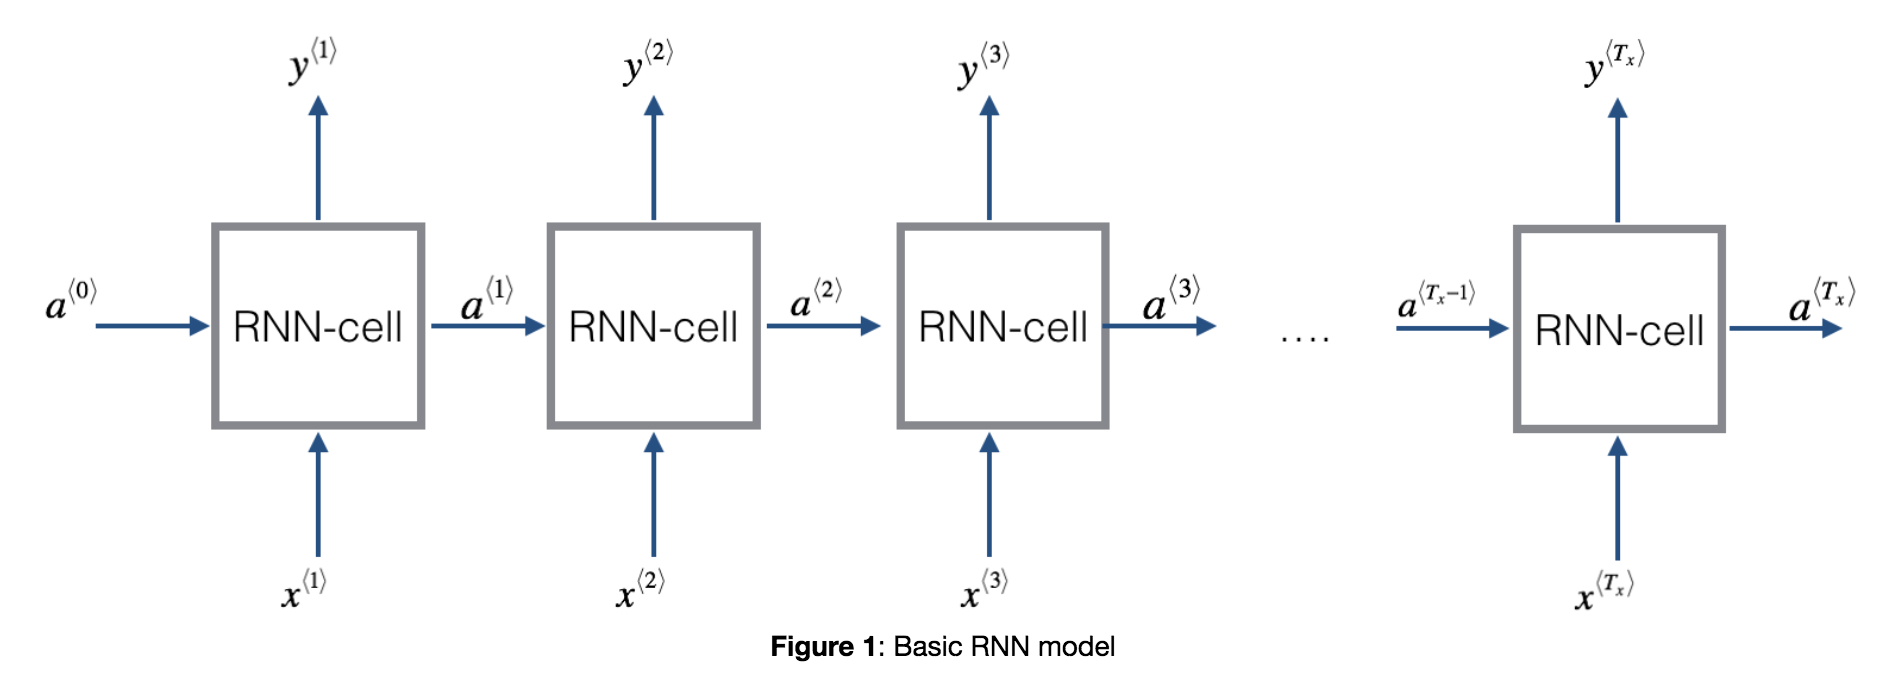 y⟨1⟩ y⟨2⟩ y⟨3⟩ y⟨Tx⟩
a⟨0⟩ RNN-cell a⟨1⟩ RNN-cell a⟨2⟩ RNN-cell a⟨3⟩ .... a⟨Tx−1⟩ RNN-cell a⟨Tx⟩
x⟨1⟩ x⟨2⟩ x⟨3⟩ x⟨Tx⟩
Figure 1: Basic RNN model